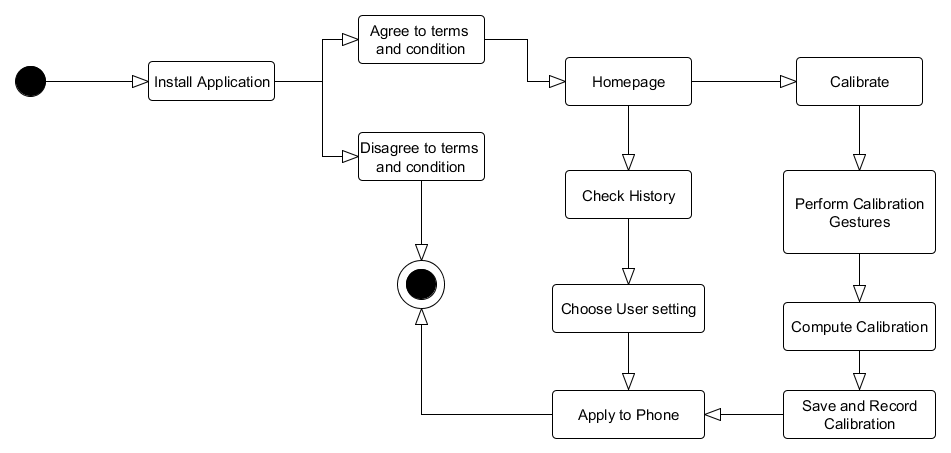 Agree to terms
and condition
Install Application
Homepage
Calibrate
Disagree to terms
and condition
Check History
Perform Calibration
Gestures
Choose User setting
Compute Calibration
Apply to Phone
Save and Record
Calibration